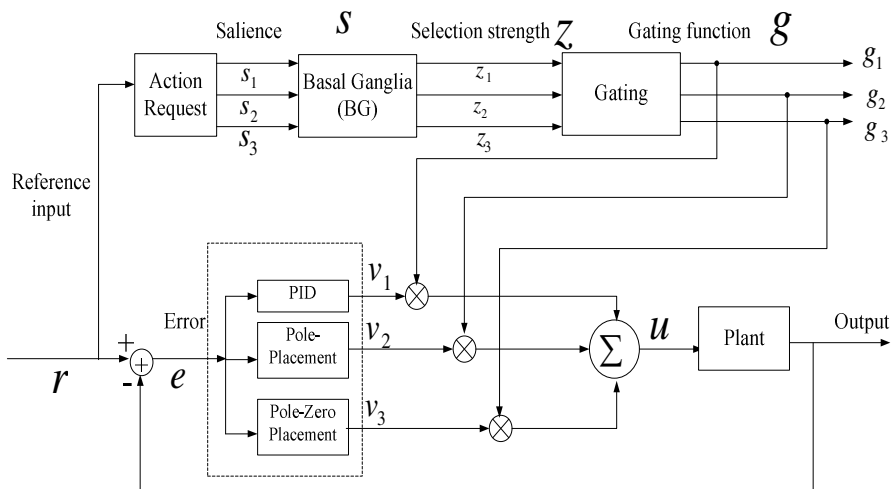 Salience
s
Selection strength
z
Gating function
g
Action
Request
s1
s2
s3
Basal Ganglia
(BG)
z1
z2
z3
Gating
g1
g2
g3
Reference
input
PID
v1
Pole-
Placement
v2
Pole-Zero
Placement
v3
Error
+
+
-
r
e
Σ
u
Plant
Output